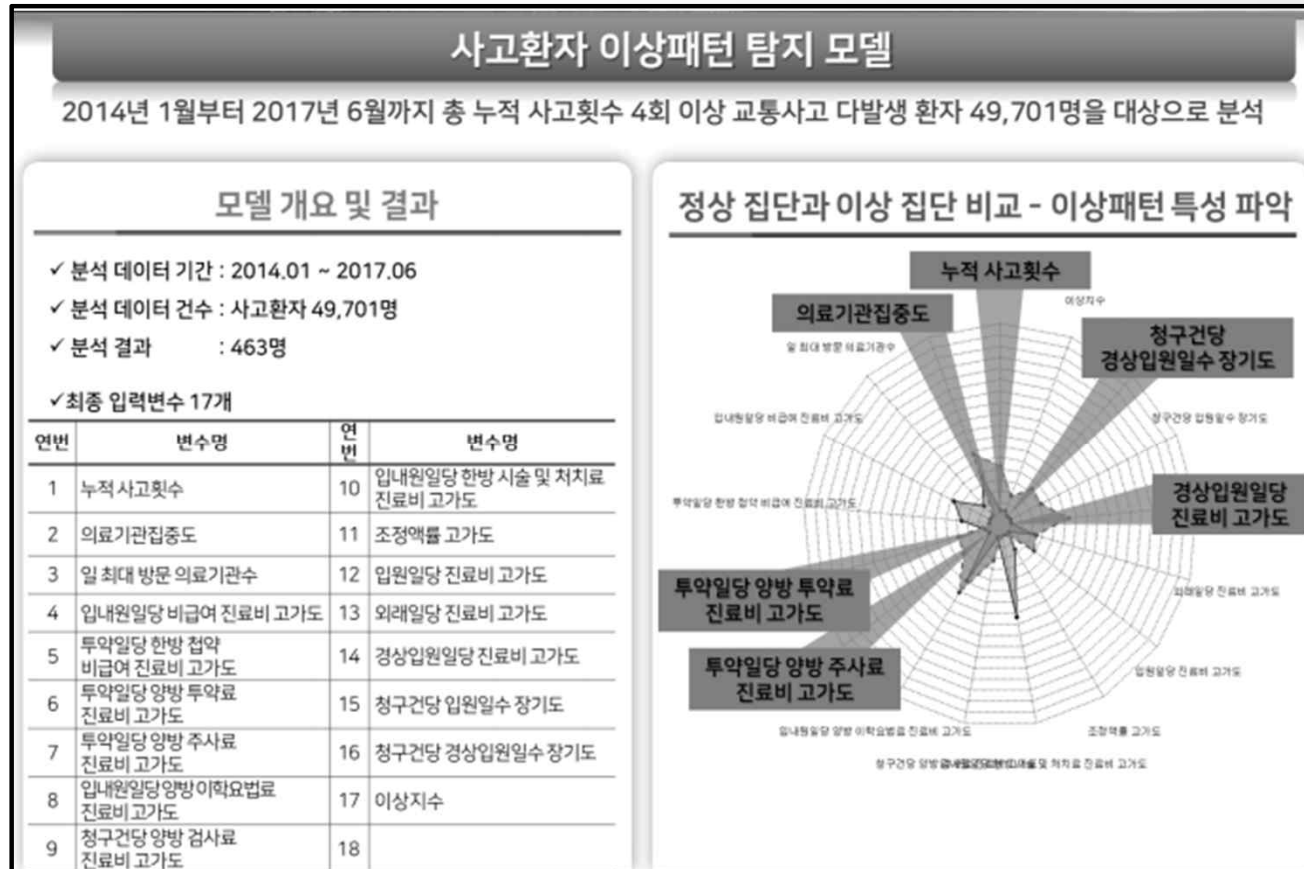 사고환자 이상패턴 탐지 모델
2014년 1월부터 2017년 6월까지 총 누적 사고횟수 4회 이상 교통사고 다발생 환자 49,701명을 대상으로 분석
모델 개요 및 결과
✓ 분석 데이터 기간 : 2014.01 ~ 2017.06
✓ 분석 데이터 건수 : 사고환자 49,701명
✓ 분석 결과 : 463명
✓최종 입력변수 17개
연번 변수명 연번 변수명
1 누적 사고횟수 10 입내원일당 한방 시술 및 처치료 진료비 고가도
2 의료기관집중도 11 조정액률 고가도
3 일 최대 방문 의료기관수 12 입원일당 진료비 고가도
4 입내원일당 비급여 진료비 고가도 13 외래일당 진료비 고가도
5 투약일당 한방 첩약 비급여 진료비 고가도 14 경상입원일당 진료비 고가도
6 투약일당 양방 투약료 진료비 고가도 15 청구건당 입원일수 장기도
7 투약일당 양방 주사료 진료비 고가도 16 청구건당 경상입원일수 장기도
8 입내원일당양방이학요법료 진료비 고가도 17 이상지수
9 청구건당 양방 검사료 진료비 고가도 18
정상 집단과 이상 집단 비교 - 이상패턴 특성 파악
누적 사고횟수
이상지수
의료기관집중도
청구건당
경상입원일수 장기도
일 최대 방문 의료기관수
입내원일당 비급여 진료비 고가도
청구건당 입원일수 장기도
투약일당 한방 첩약 비급여 진료비 고가도
경상입원일당
진료비 고가도
투약일당 양방 투약료
진료비 고가도
외래일당 진료비 고가도
투약일당 양방 주사료
진료비 고가도
입원일당 진료비 고가도
입내원일당 양방 이학요법료 진료비 고가도
조정액률 고가도
청구건당 양방
및 처치료 진료비 고가도